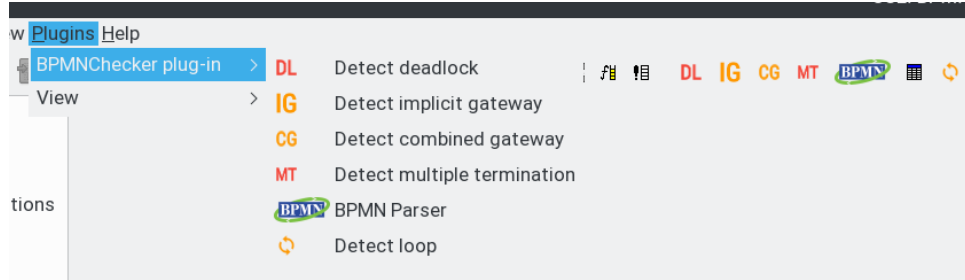 w Plugins Help
BPMNChecker plug-in
View
DL Detect deadlock
IG Detect implicit gateway
CG Detect combined gateway
MT Detect multiple termination
BPMN BPMN Parser
Detect loop
DL IG CG MT BPMN
tions